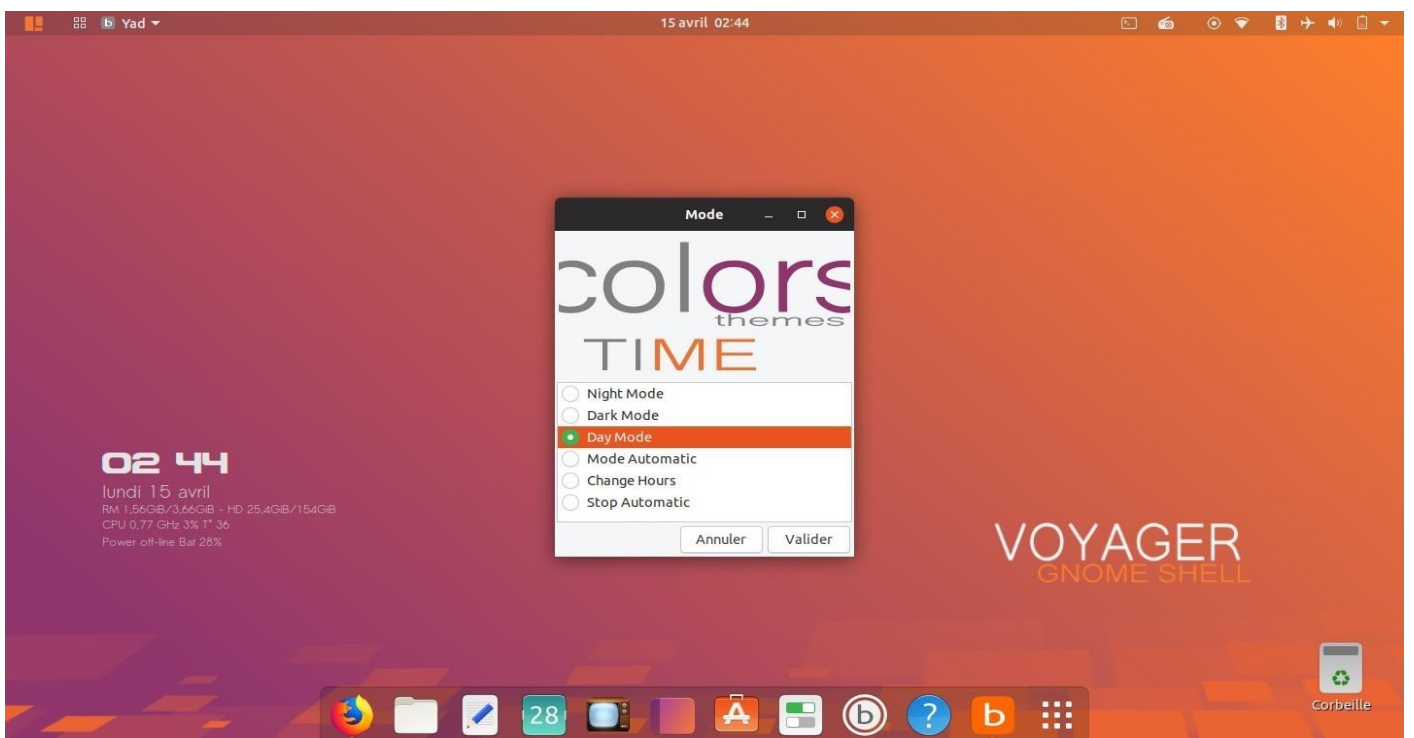 Yad
15 avril 02:44
Mode
colors
themes
TIME
Night Mode
Dark Mode
Day Mode
Mode Automatic
Change Hours
Stop Automatic
Annuler Valider
02 44
lundi 15 avril
RM 1,56GiB/3,66GiB - HD 25,4GiB/154GiB
CPU 0,77 GHz 3% T° 36
Power off-line Bat 28%
VOYAGER
GNOME SHELL
28
Corbeille